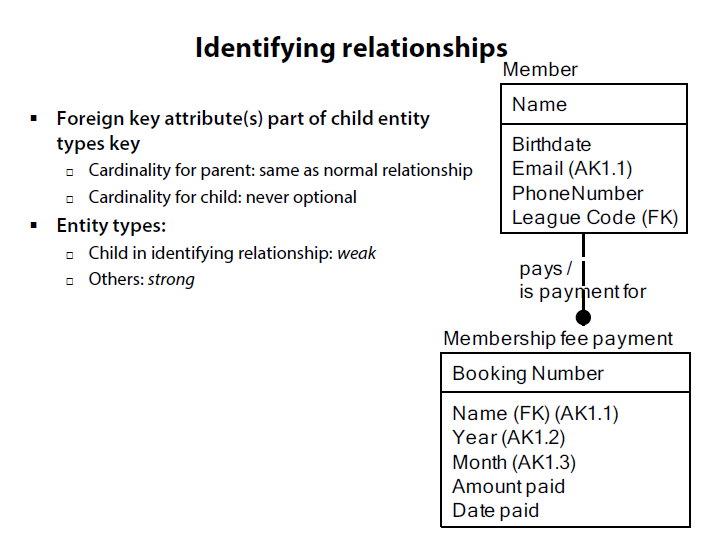 Identifying relationships
Foreign key attribute(s) part of child entity
types key
Cardinality for parent: same as normal relationship
Cardinality for child: never optional
Entity types:
Child in identifying relationship: weak
Others: strong
Member
Name
Birthdate
Email (AK1.1)
PhoneNumber
League Code (FK)
pays /
is payment for
Membership fee payment
Booking Number
Name (FK) (AK1.1)
Year (AK1.2)
Month (AK1.3)
Amount paid
Date paid